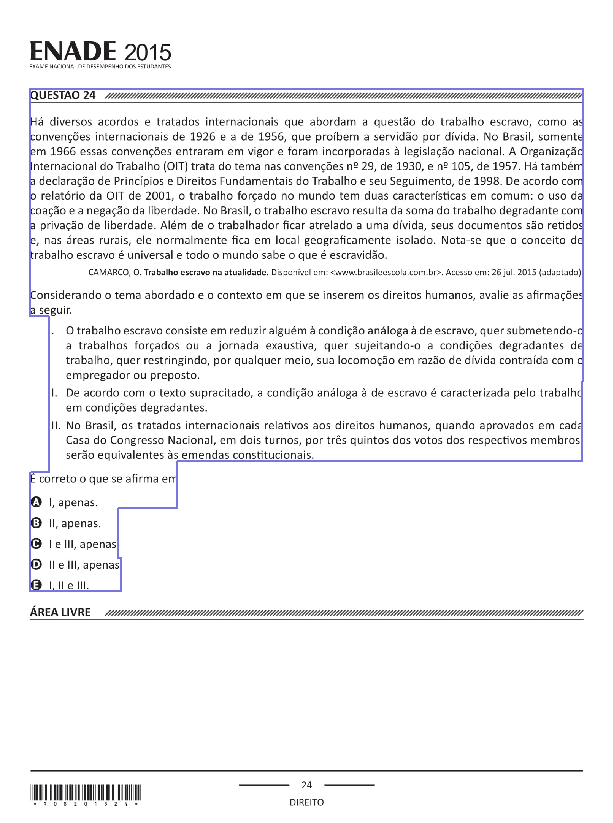 ENADE 2015
EXAME NACIONAL DE DESEMPENHO DOS ESTUDANTES
QUESTÃO 24
Há diversos acordos e tratados internacionais que abordam a questão do trabalho escravo, como as
convenções internacionais de 1926 e a de 1956, que proíbem a servidão por dívida. No Brasil, somente
em 1966 essas convenções entraram em vigor e foram incorporadas à legislação nacional. A Organização
Internacional do Trabalho (OIT) trata do tema nas convenções nº 29, de 1930, e nº 105, de 1957. Há também
a declaração de Princípios e Direitos Fundamentais do Trabalho e seu Seguimento, de 1998. De acordo com
o relatório da OIT de 2001, o trabalho forçado no mundo tem duas características em comum: o uso da
coação e a negação da liberdade. No Brasil, o trabalho escravo resulta da soma do trabalho degradante com
a privação de liberdade. Além de o trabalhador ficar atrelado a uma dívida, seus documentos são retidos
e, nas áreas rurais, ele normalmente fica em local geograficamente isolado. Nota-se que o conceito de
trabalho escravo é universal e todo o mundo sabe o que é escravidão.
CAMARGO, O. Trabalho escravo na atualidade. Disponível em: <www.brasilescola.com.br>. Acesso em: 26 jul. 2015 (adaptado)
Considerando o tema abordado e o contexto em que se inserem os direitos humanos, avalie as afirmações
a seguir.
I. O trabalho escravo consiste em reduzir alguém à condição análoga à de escravo, quer submetendo-o
a trabalhos forçados ou a jornada exaustiva, quer sujeitando-o a condições degradantes de
trabalho, quer restringindo, por qualquer meio, sua locomoção em razão de dívida contraída com o
empregador ou preposto.
II. De acordo com o texto supracitado, a condição análoga à de escravo é caracterizada pelo trabalho
em condições degradantes.
III. No Brasil, os tratados internacionais relativos aos direitos humanos, quando aprovados em cada
Casa do Congresso Nacional, em dois turnos, por três quintos dos votos dos respectivos membros
serão equivalentes às emendas constitucionais.
É correto o que se afirma em
A I, apenas.
B II, apenas.
C I e III, apenas
D II e III, apenas
E I, II e III.
ÁREA LIVRE
24
DIREITO